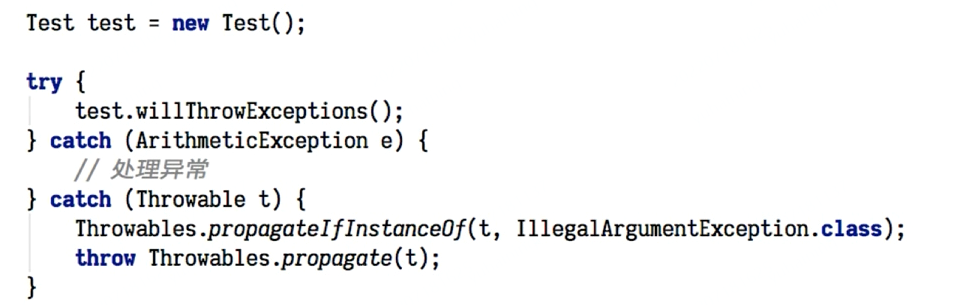 Test test = new Test();
try {
test.willThrowExceptions();
} catch (ArithmeticException e) {
// 处理异常
} catch (Throwable t) {
Throwables.propagateIfInstanceOf(t, IllegalArgumentException.class);
throw Throwables.propagate(t);
}